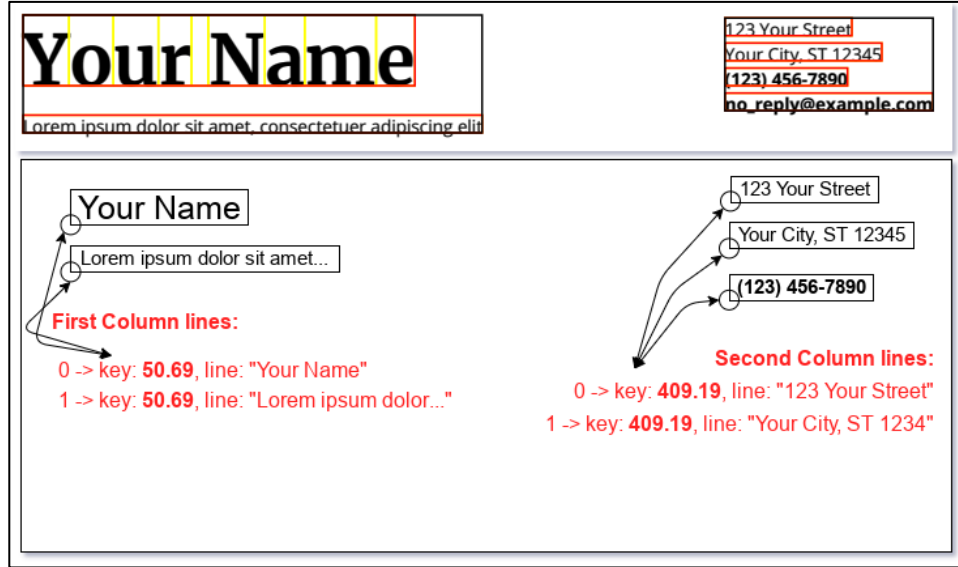 Your Name
Lorem ipsum dolor sit amet, consectetuer adipiscing elit
123 Your Street
Your City, ST 12345
(123) 456-7890
no_reply@example.com
Your Name
Lorem ipsum dolor sit amet...
First Column lines:
0 -> key: 50.69, line: "Your Name"
1 -> key: 50.69, line: "Lorem ipsum dolor..."
123 Your Street
Your City, ST 12345
(123) 456-7890
Second Column lines:
0 -> key: 409.19, line: "123 Your Street"
1 -> key: 409.19, line: "Your City, ST 1234"